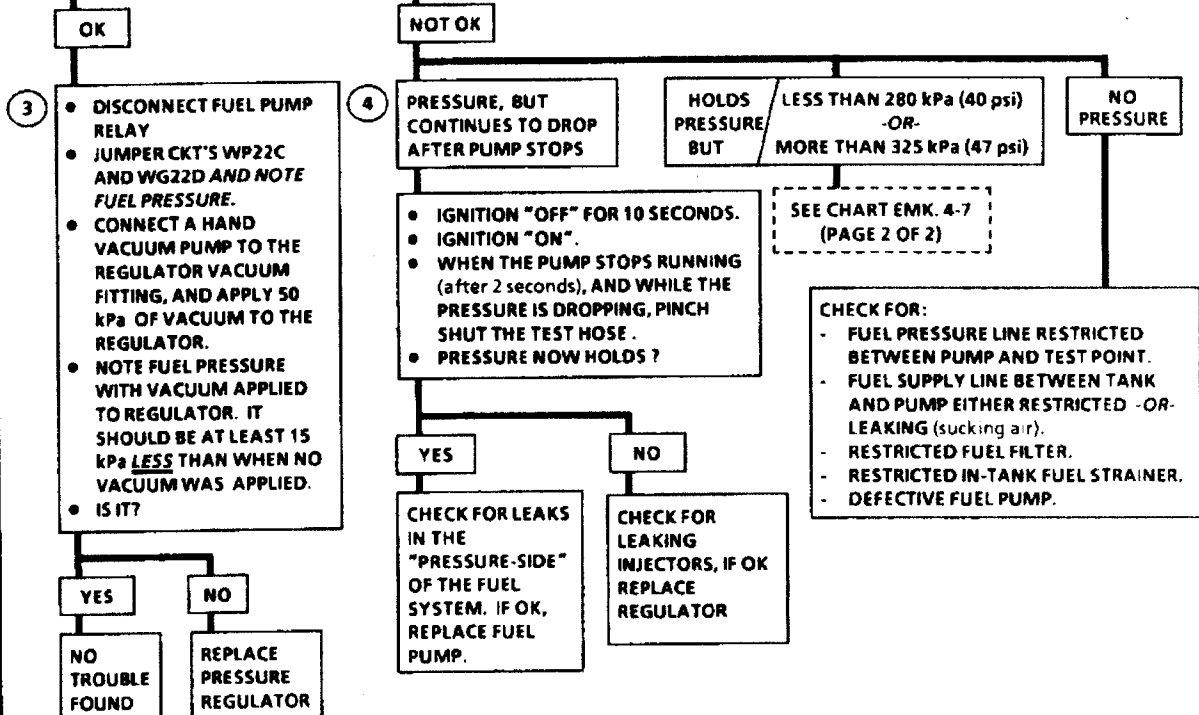 OK
NOT OK
3
• DISCONNECT FUEL PUMP
RELAY
• JUMPER CKT'S WP22C
AND WG22D AND NOTE
FUEL PRESSURE.
• CONNECT A HAND
VACUUM PUMP TO THE
REGULATOR VACUUM
FITTING, AND APPLY 50
kPa OF VACUUM TO THE
REGULATOR.
• NOTE FUEL PRESSURE
WITH VACUUM APPLIED
TO REGULATOR. IT
SHOULD BE AT LEAST 15
kPa LESS THAN WHEN NO
VACUUM WAS APPLIED.
• IS IT?
YES
NO
NO
TROUBLE
FOUND
REPLACE
PRESSURE
REGULATOR
4
PRESSURE, BUT
CONTINUES TO DROP
AFTER PUMP STOPS
• IGNITION "OFF" FOR 10 SECONDS.
• IGNITION "ON".
• WHEN THE PUMP STOPS RUNNING
(after 2 seconds), AND WHILE THE
PRESSURE IS DROPPING, PINCH
SHUT THE TEST HOSE .
• PRESSURE NOW HOLDS ?
YES
NO
CHECK FOR LEAKS
IN THE
"PRESSURE-SIDE"
OF THE FUEL
SYSTEM. IF OK,
REPLACE FUEL
PUMP.
CHECK FOR
LEAKING
INJECTORS, IF OK
REPLACE
REGULATOR
HOLDS
PRESSURE
BUT
LESS THAN 280 kPa (40 psi)
-OR-
MORE THAN 325 kPa (47 psi)
SEE CHART EMK. 4-7
(PAGE 2 OF 2)
NO
PRESSURE
CHECK FOR:
- FUEL PRESSURE LINE RESTRICTED
BETWEEN PUMP AND TEST POINT.
- FUEL SUPPLY LINE BETWEEN TANK
AND PUMP EITHER RESTRICTED -OR-
LEAKING (sucking air).
- RESTRICTED FUEL FILTER.
- RESTRICTED IN-TANK FUEL STRAINER.
- DEFECTIVE FUEL PUMP.